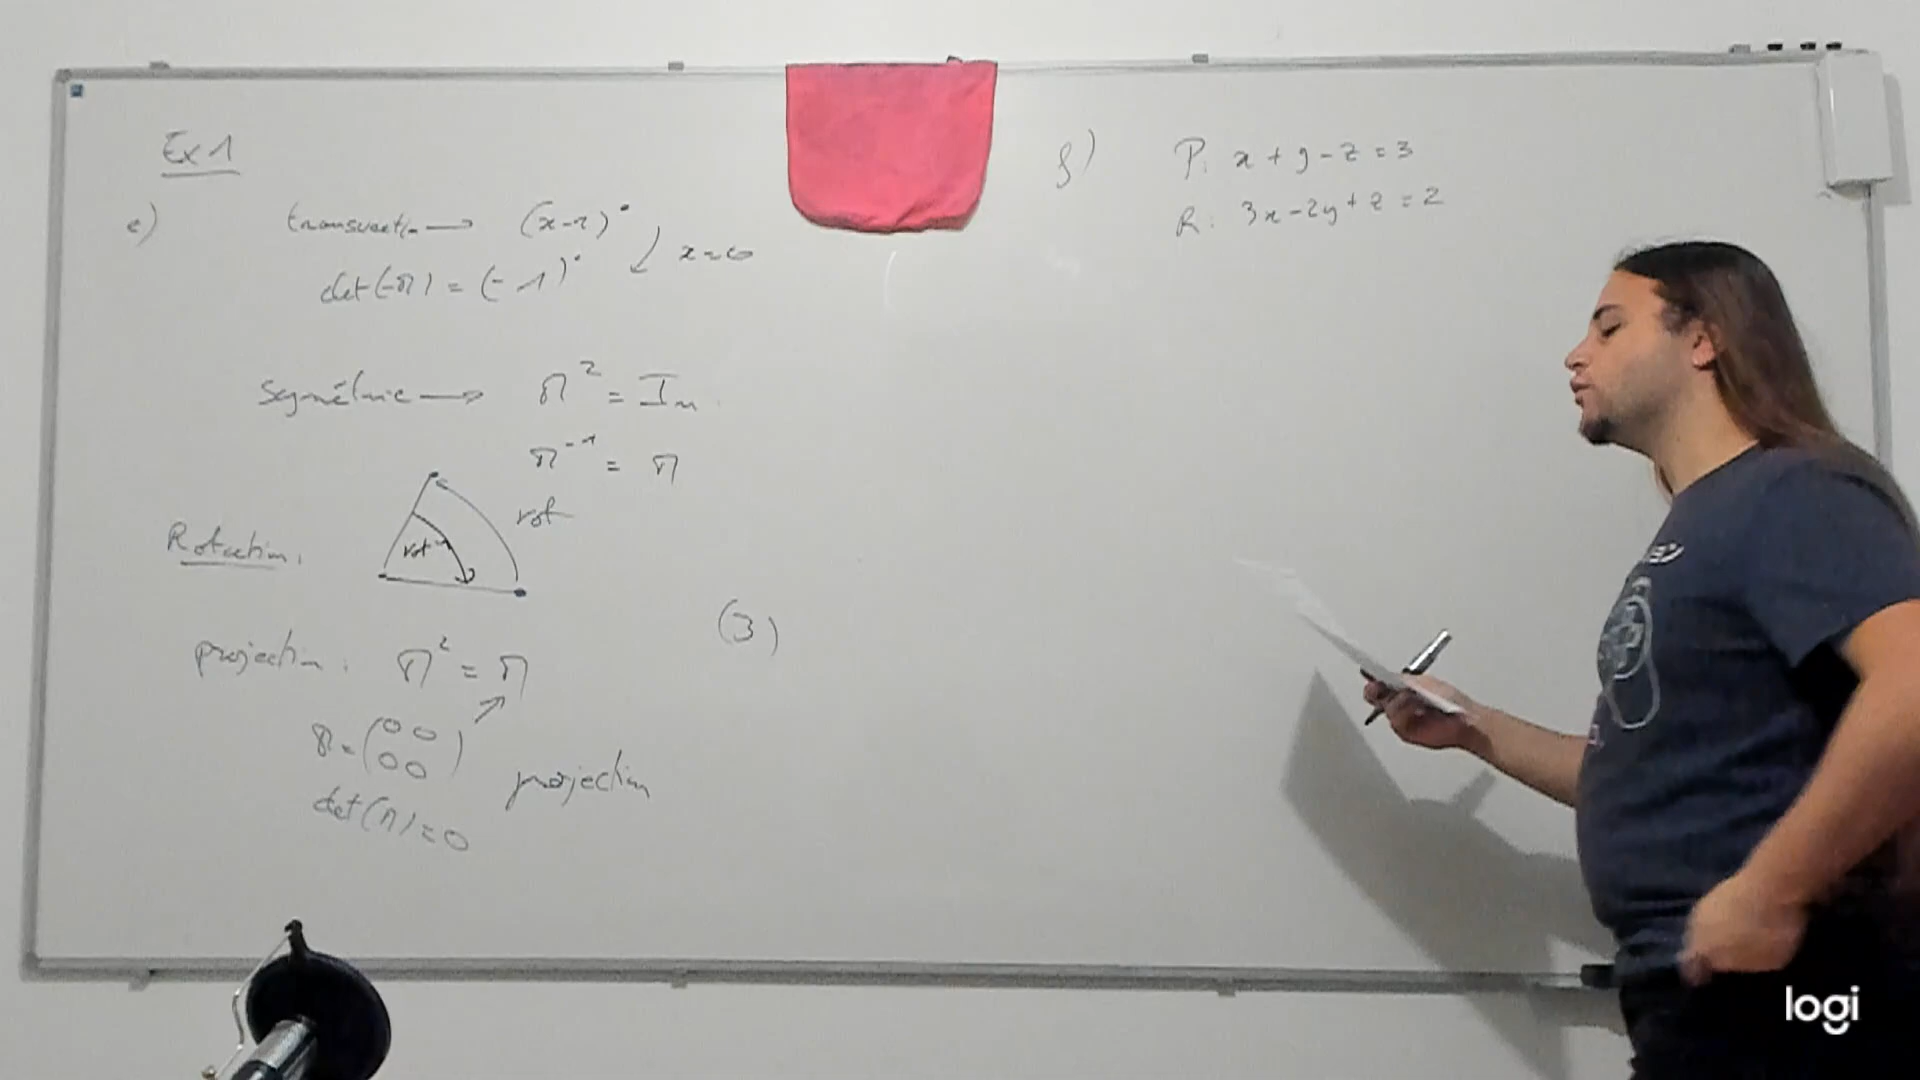 Ex 1
e) transvection → (x-1)^• ↙ x=0
det(-M) = (-1)^•
Symétrie → M² = Iₙ
M⁻¹ = M
Rotation: rot rot⁻¹
projection: M² = M
(3)
M = (0 0
0 0)
det(M) = 0
projection
f) P: x + y - z = 3
R: 3x - 2y + z = 2
logi